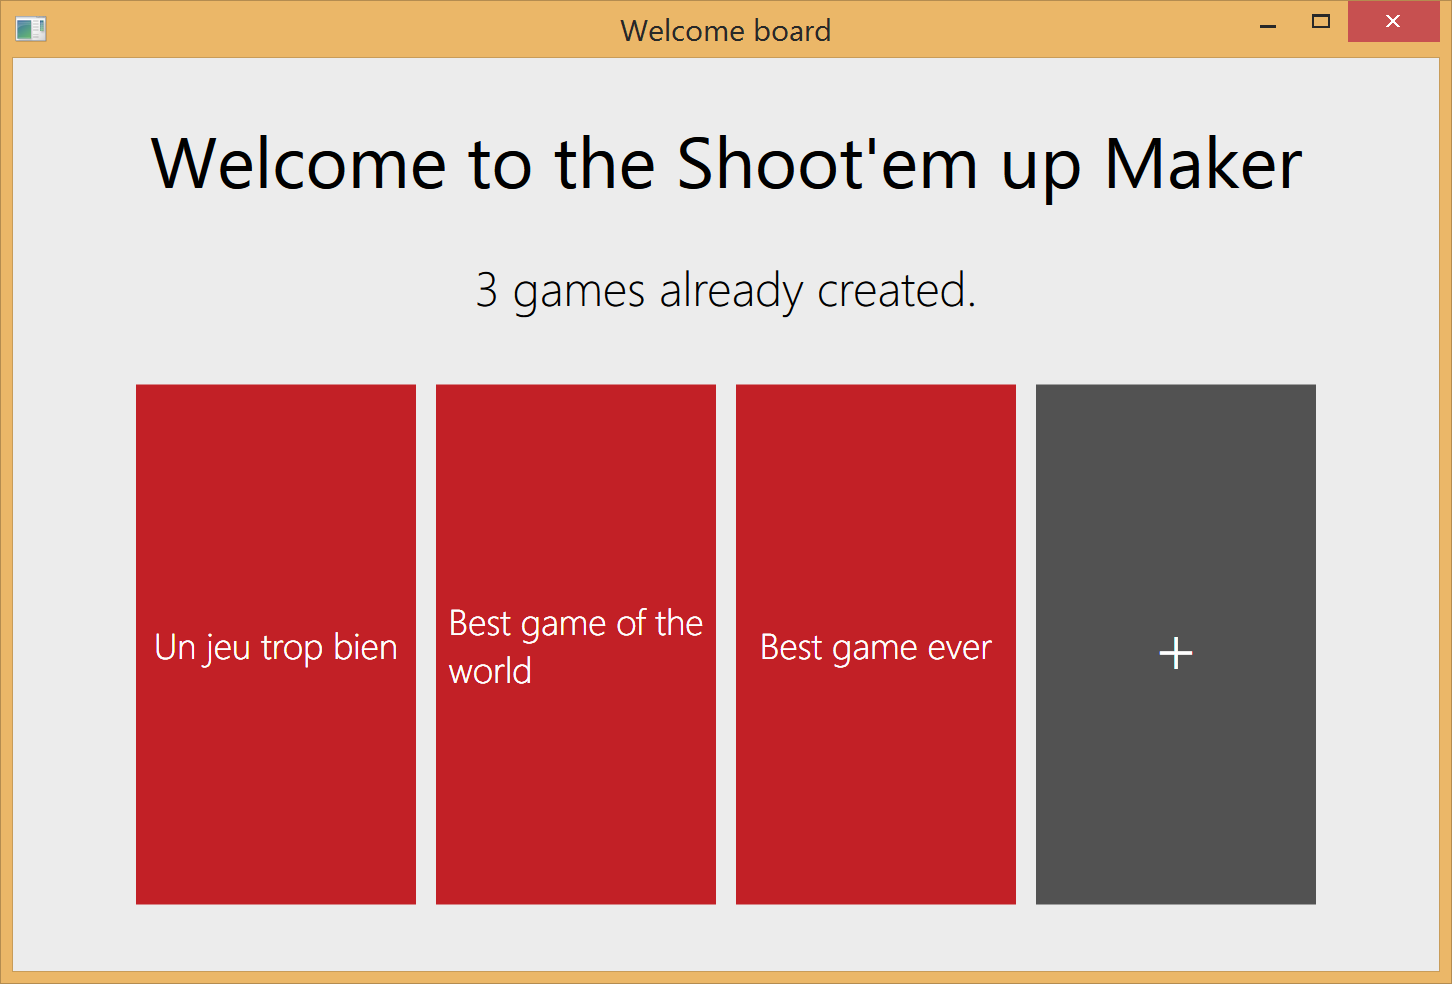 Welcome board
Welcome to the Shoot'em up Maker
3 games already created.
Un jeu trop bien
Best game of the
world
Best game ever
+